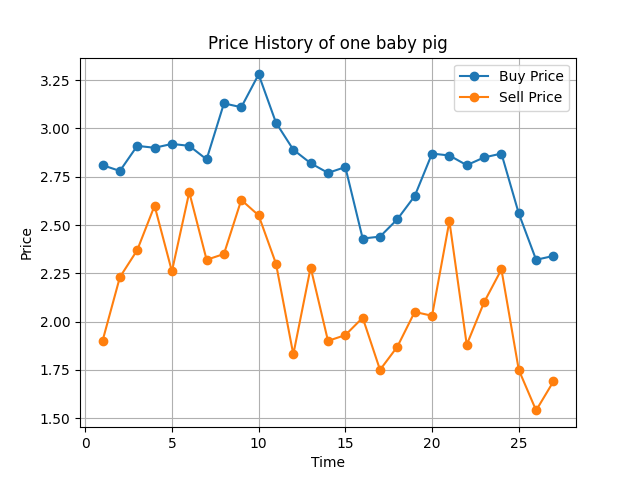 Price History of one baby pig
Buy Price
Sell Price
3.25
3.00
2.75
2.50
2.25
2.00
1.75
1.50
Price
0 5 10 15 20 25
Time